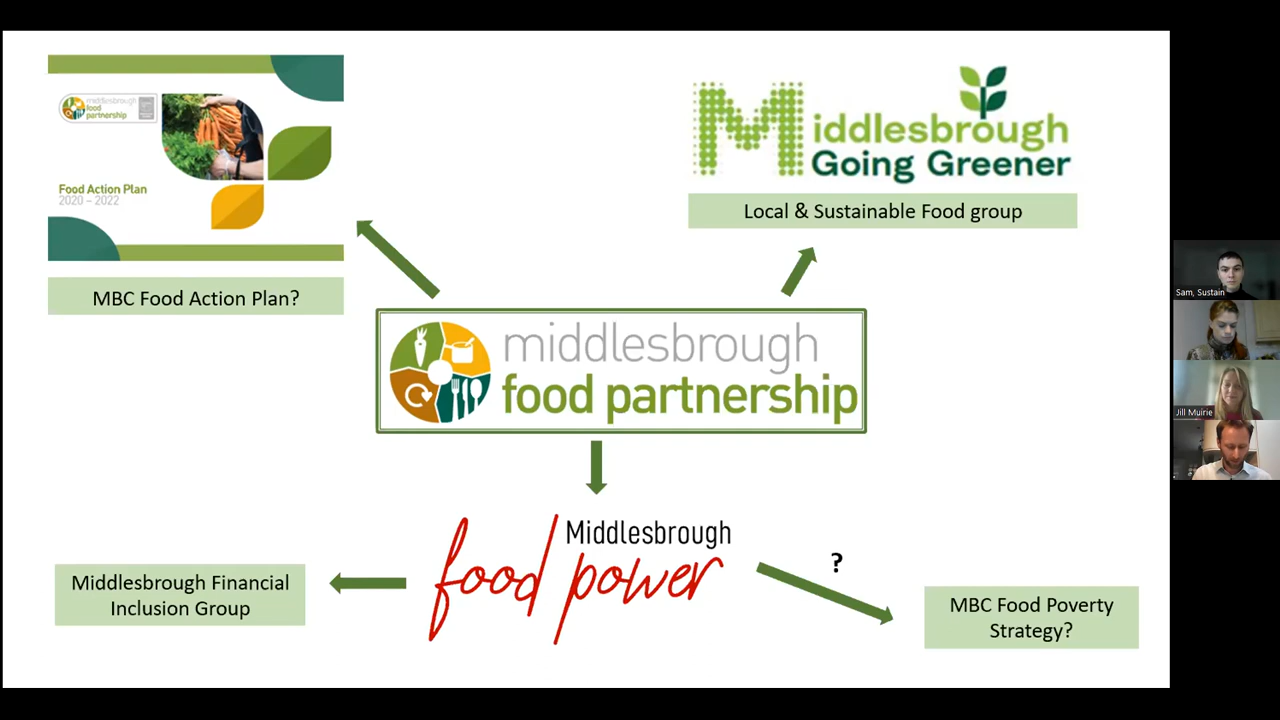 middlesbrough
food
partnership
Food Action Plan
2020 – 2022
MBC Food Action Plan?
Middlesbrough
Going Greener
Local & Sustainable Food group
middlesbrough
food partnership
Middlesbrough
food/power
Middlesbrough Financial
Inclusion Group
?
MBC Food Poverty
Strategy?
Sam, Sustain
Jill Muirie